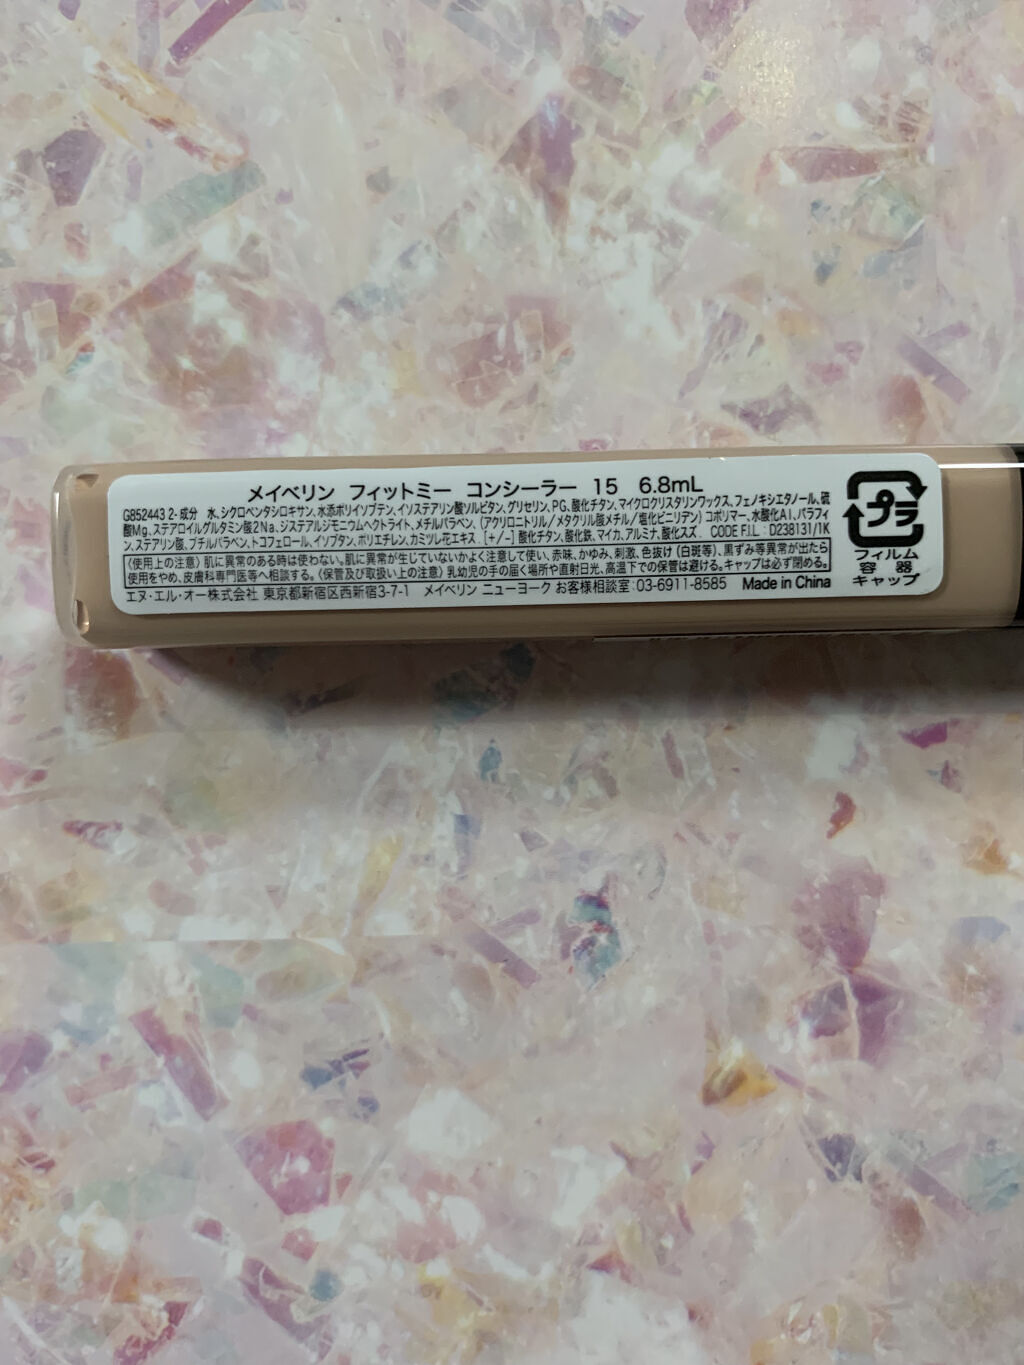 メイベリン フィットミー コンシーラー 15 6.8mL
G852443 2-成分 水、シクロペンタシロキサン、水添ポリイソブテン、イソステアリン酸ソルビタン、グリセリン、PG、酸化チタン、マイクロクリスタリンワックス、フェノキシエタノール、硫
酸Mg、ステアロイルグルタミン酸2Na、ジステアルジモニウムヘクトライト、メチルパラベン、(アクリロニトリル/メタクリル酸メチル/塩化ビニリデン)コポリマー、水酸化Al、パラフィ
ン、ステアリン酸、ブチルパラベン、トコフェロール、イソブタン、ポリエチレン、カミツレ花エキス [+/-] 酸化チタン、酸化鉄、マイカ、アルミナ、酸化スズ CODE F.I.L : D238131/1K
〈使用上の注意〉肌に異常のある時は使わない。肌に異常が生じていないかよく注意して使い、赤味、かゆみ、刺激、色抜け(白斑等)、黒ずみ等異常が出たら
使用をやめ、皮膚科専門医等へ相談する。〈保管及び取扱い上の注意〉乳幼児の手の届く場所や直射日光、高温下での保管は避ける。キャップは必ず閉める。
エヌ・エル・オー株式会社 東京都新宿区西新宿3-7-1 メイベリン ニューヨーク お客様相談室:03-6911-8585 Made in China
プラ
フィルム
容 器
キャップ